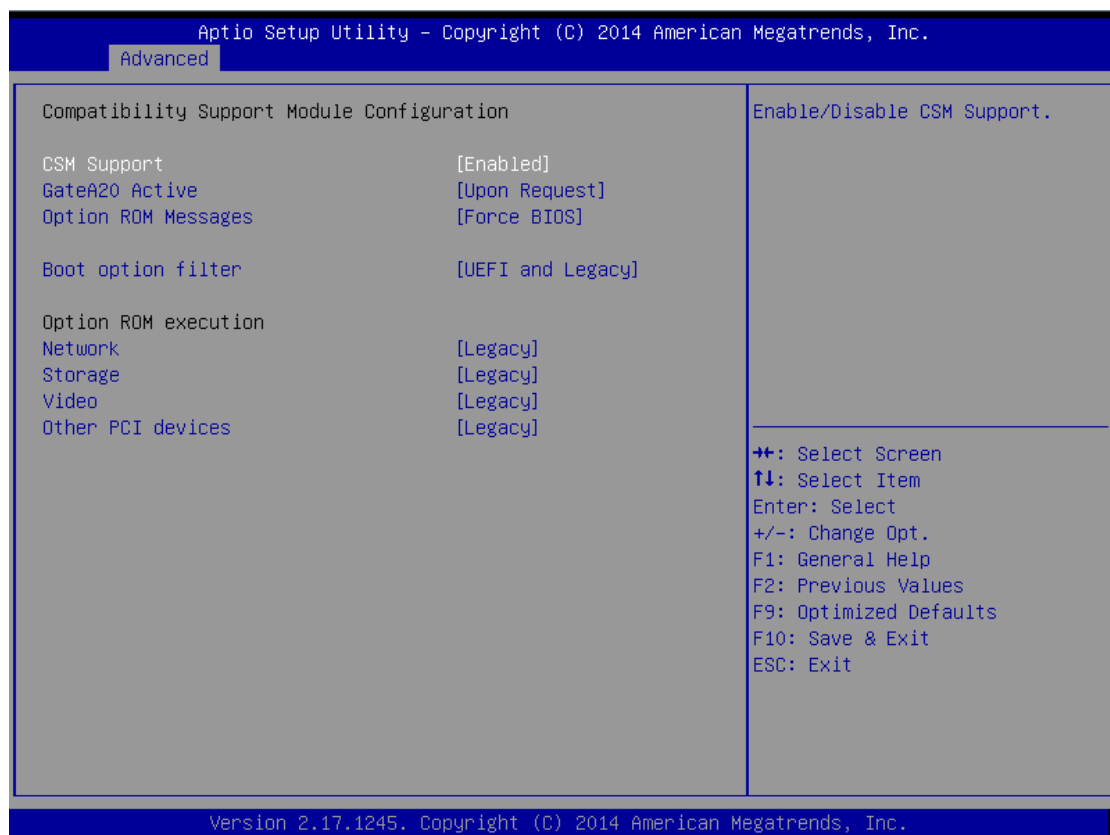 Aptio Setup Utility – Copyright (C) 2014 American Megatrends, Inc.
Advanced
Compatibility Support Module Configuration
CSM Support [Enabled]
GateA20 Active [Upon Request]
Option ROM Messages [Force BIOS]
Boot option filter [UEFI and Legacy]
Option ROM execution
Network [Legacy]
Storage [Legacy]
Video [Legacy]
Other PCI devices [Legacy]
Enable/Disable CSM Support.
→←: Select Screen
↑↓: Select Item
Enter: Select
+/-: Change Opt.
F1: General Help
F2: Previous Values
F9: Optimized Defaults
F10: Save & Exit
ESC: Exit
Version 2.17.1245. Copyright (C) 2014 American Megatrends, Inc.